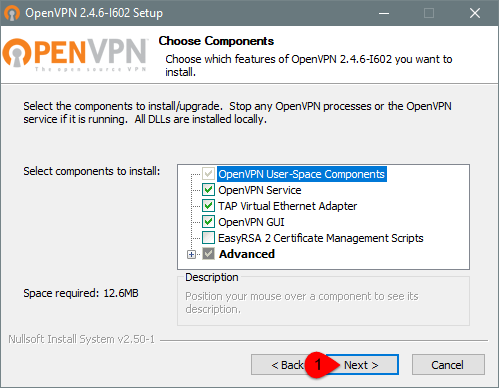 OpenVPN 2.4.6-I602 Setup
OPENVPN
The open source VPN
Choose Components
Choose which features of OpenVPN 2.4.6-I602 you want to
install.
Select the components to install/upgrade. Stop any OpenVPN processes or the OpenVPN
service if it is running. All DLLs are installed locally.
Select components to install:
OpenVPN User-Space Components
OpenVPN Service
TAP Virtual Ethernet Adapter
OpenVPN GUI
EasyRSA 2 Certificate Management Scripts
Advanced
Space required: 12.6MB
Description
Position your mouse over a component to see its
description.
Nullsoft Install System v2.50-1
< Back
1
Next >
Cancel